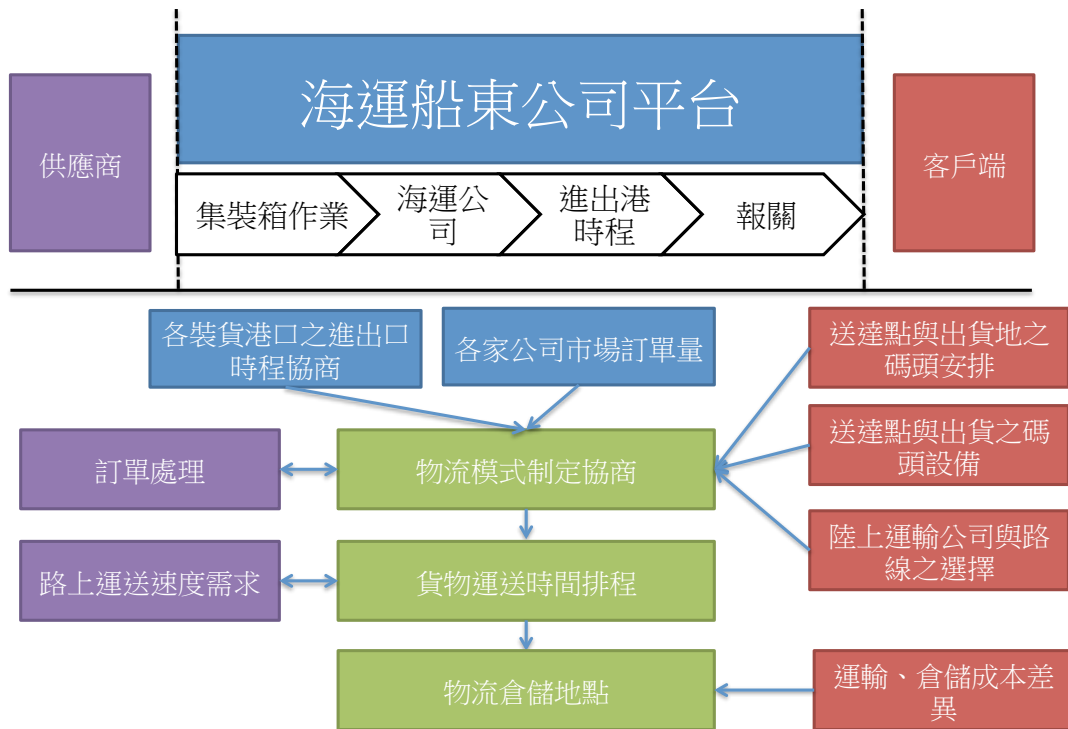 海運船東公司平台
供應商
客戶端
集裝箱作業
海運公
司
進出港
時程
報關
各裝貨港口之進出口
時程協商
各家公司市場訂單量
送達點與出貨地之
碼頭安排
訂單處理
物流模式制定協商
送達點與出貨之碼
頭設備
陸上運輸公司與路
線之選擇
路上運送速度需求
貨物運送時間排程
物流倉儲地點
運輸、倉儲成本差
異